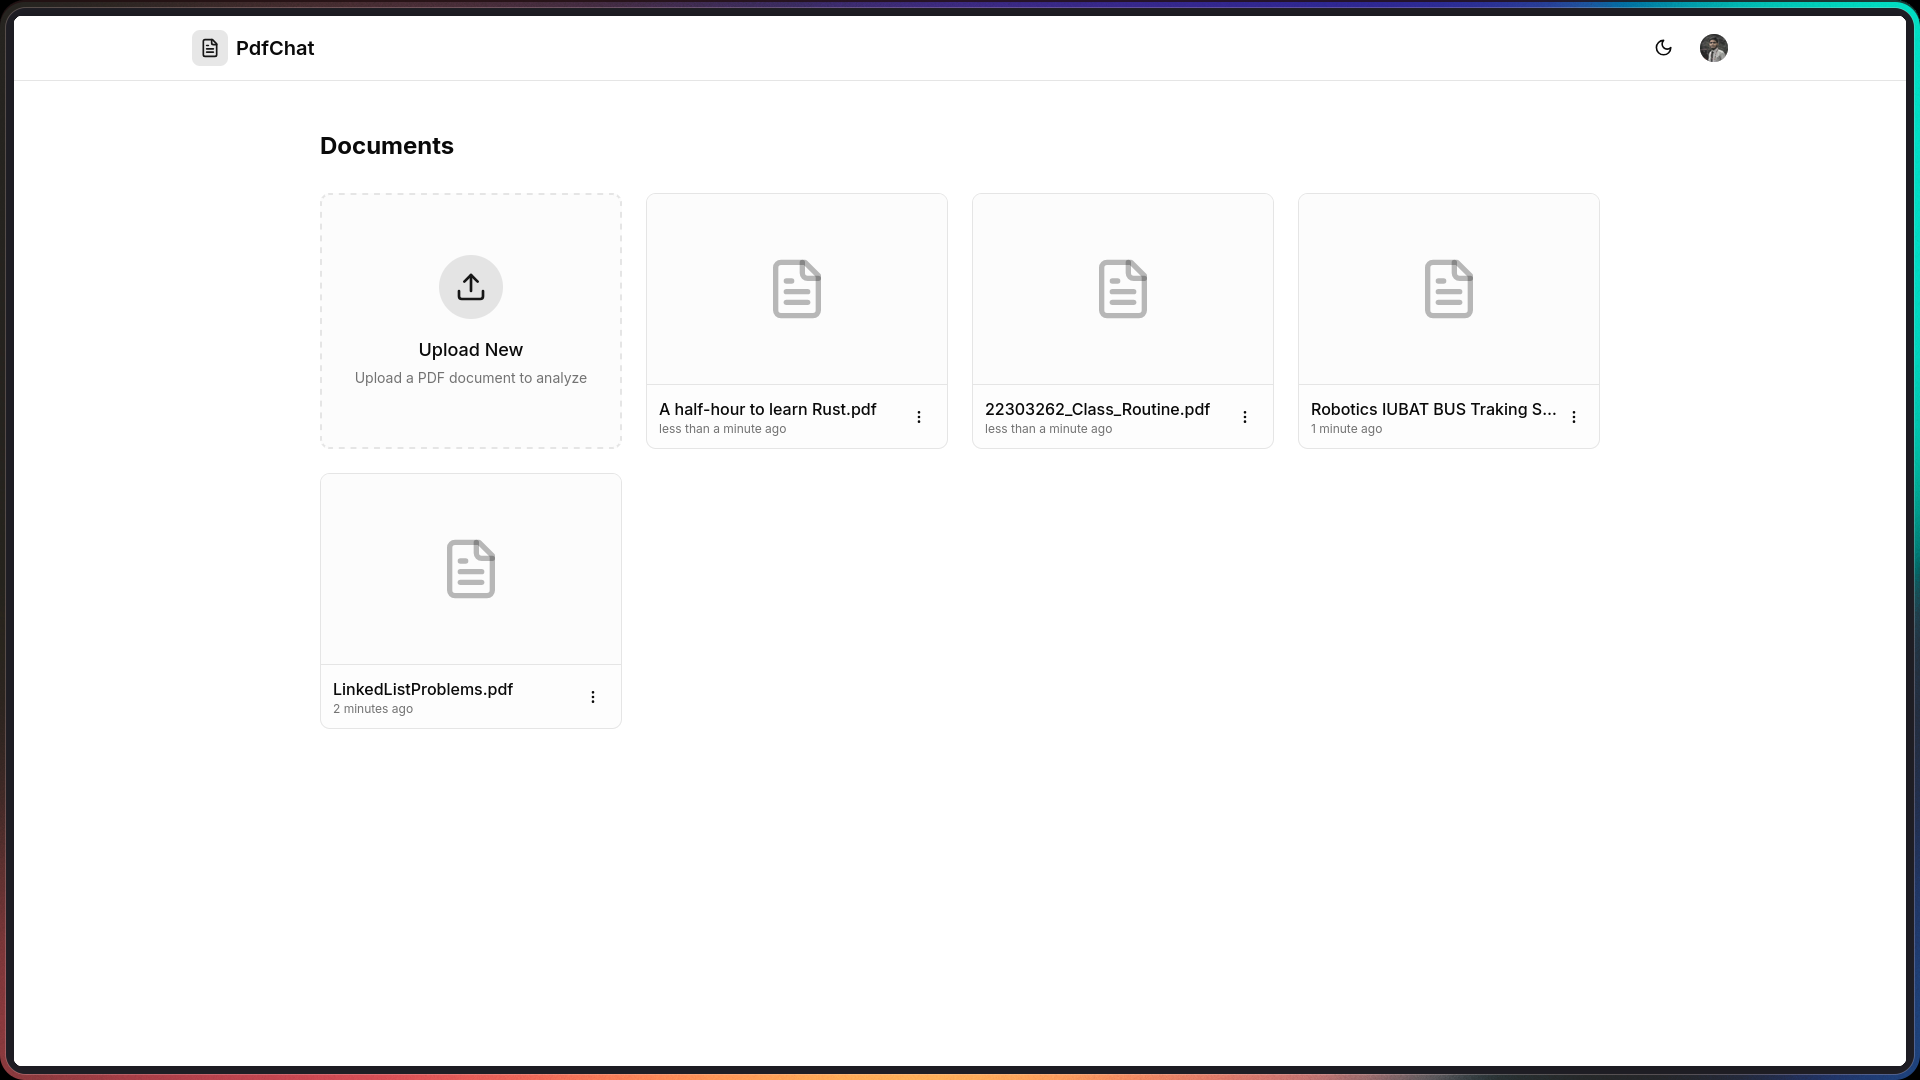 PdfChat
Documents
Upload New
Upload a PDF document to analyze
A half-hour to learn Rust.pdf
less than a minute ago
22303262_Class_Routine.pdf
less than a minute ago
Robotics IUBAT BUS Traking S...
1 minute ago
LinkedListProblems.pdf
2 minutes ago